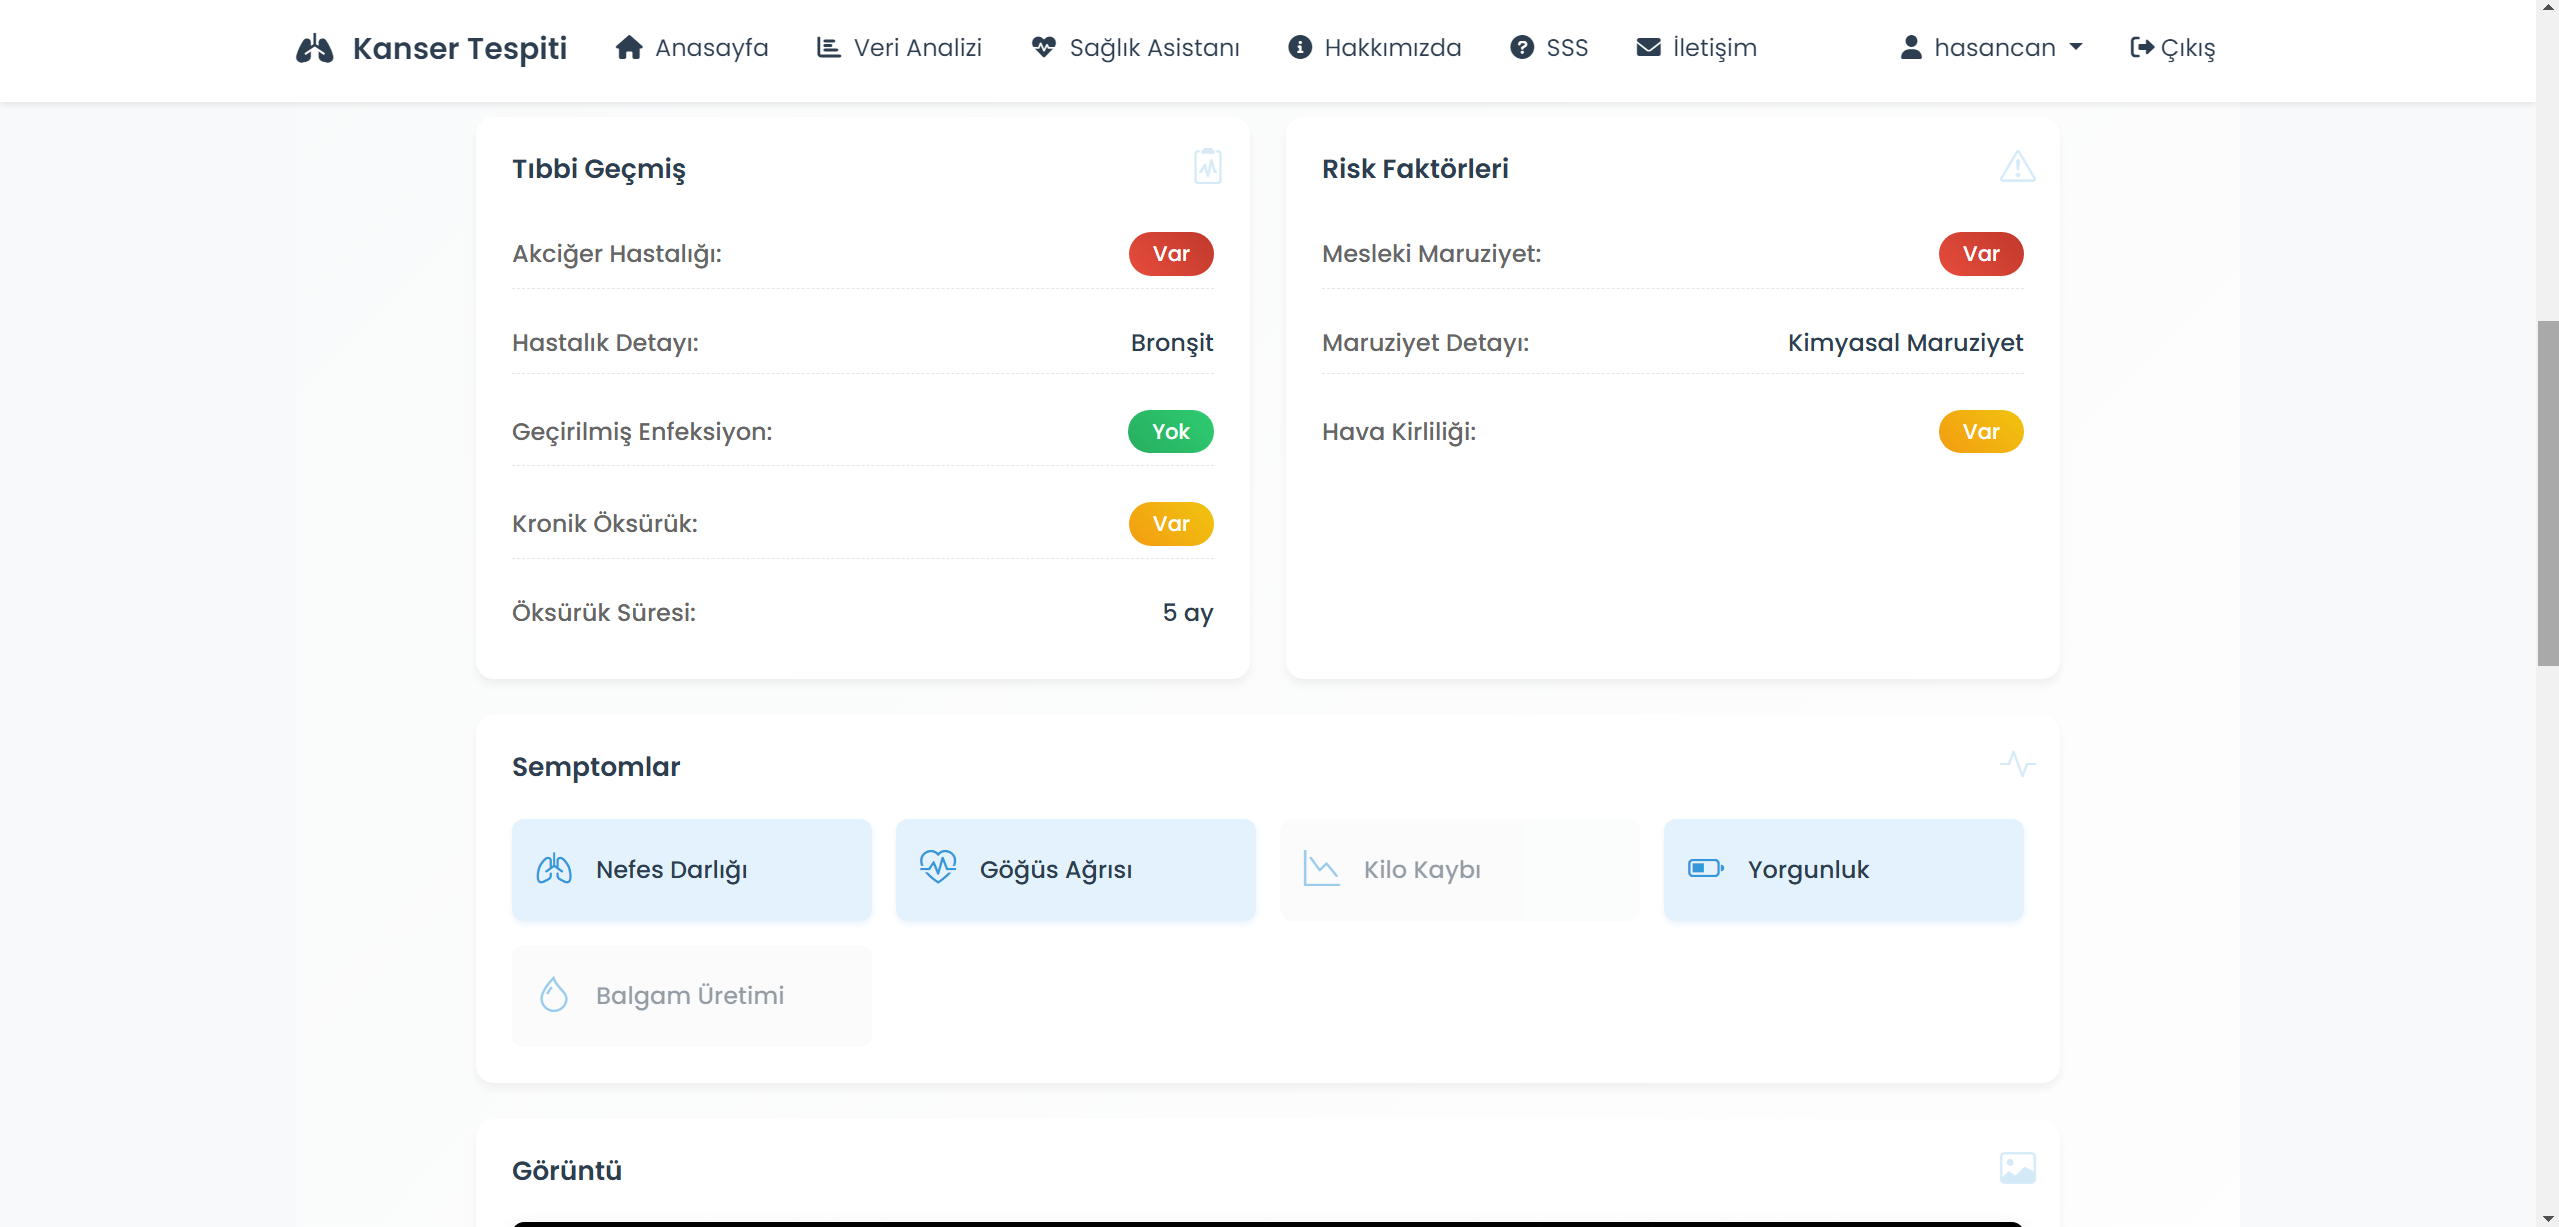 Kanser Tespiti Anasayfa Veri Analizi Sağlık Asistanı Hakkımızda SSS İletişim hasancan Çıkış
Tıbbi Geçmiş
Akciğer Hastalığı: Var
Hastalık Detayı: Bronşit
Geçirilmiş Enfeksiyon: Yok
Kronik Öksürük: Var
Öksürük Süresi: 5 ay
Risk Faktörleri
Mesleki Maruziyet: Var
Maruziyet Detayı: Kimyasal Maruziyet
Hava Kirliliği: Var
Semptomlar
Nefes Darlığı Göğüs Ağrısı Kilo Kaybı Yorgunluk
Balgam Üretimi
Görüntü